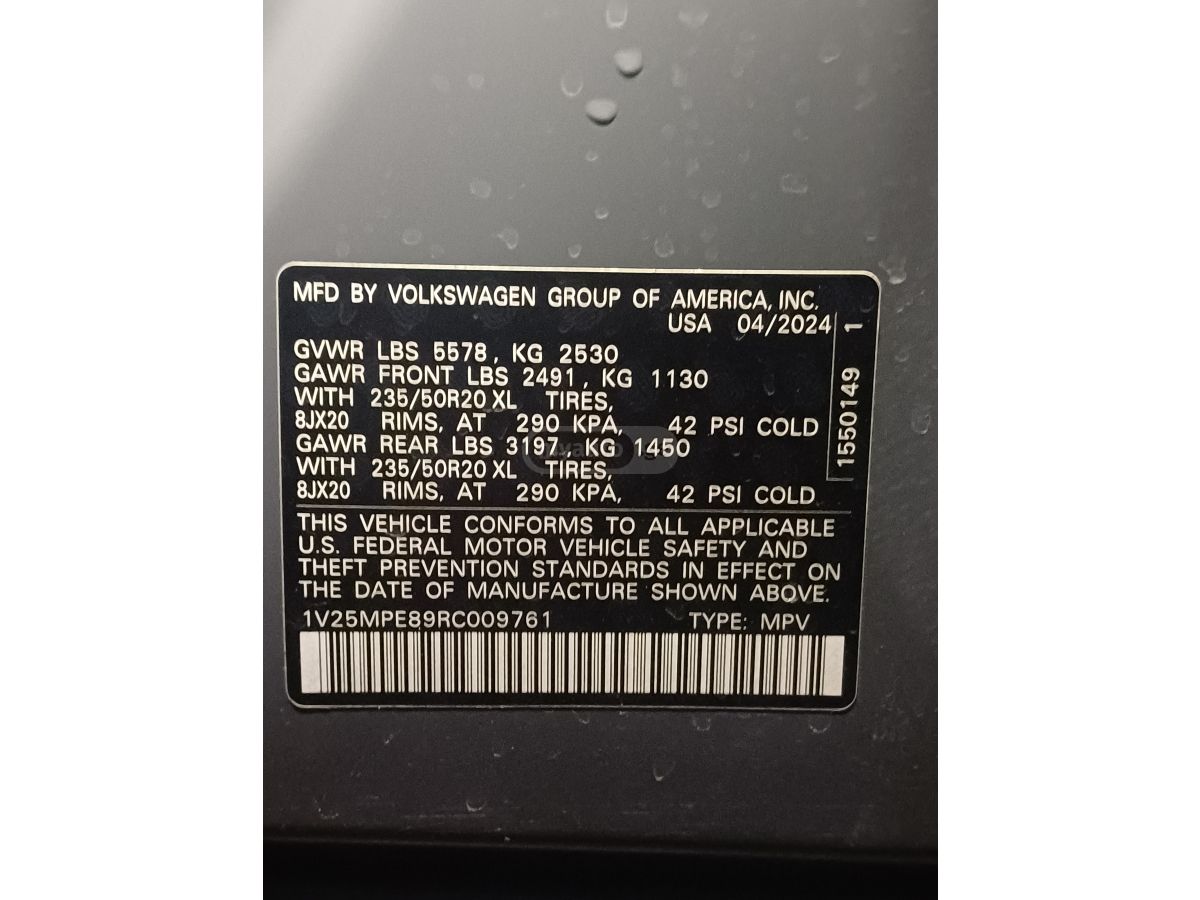 MFD BY VOLKSWAGEN GROUP OF AMERICA, INC.
USA 04/2024
GVWR LBS 5578, KG 2530
GAWR FRONT LBS 2491, KG 1130
WITH 235/50R20 XL TIRES,
8JX20 RIMS, AT 290 KPA, 42 PSI COLD
GAWR REAR LBS 3197, KG 1450
WITH 235/50R20 XL TIRES,
8JX20 RIMS, AT 290 KPA, 42 PSI COLD
1550149 1
THIS VEHICLE CONFORMS TO ALL APPLICABLE
U.S. FEDERAL MOTOR VEHICLE SAFETY AND
THEFT PREVENTION STANDARDS IN EFFECT ON
THE DATE OF MANUFACTURE SHOWN ABOVE.
1V25MPE89RC009761 TYPE: MPV